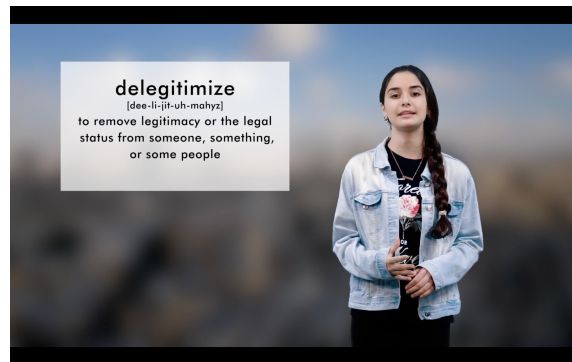 delegitimize
[dee-li-jit-uh-mahyz]
to remove legitimacy or the legal
status from someone, something,
or some people